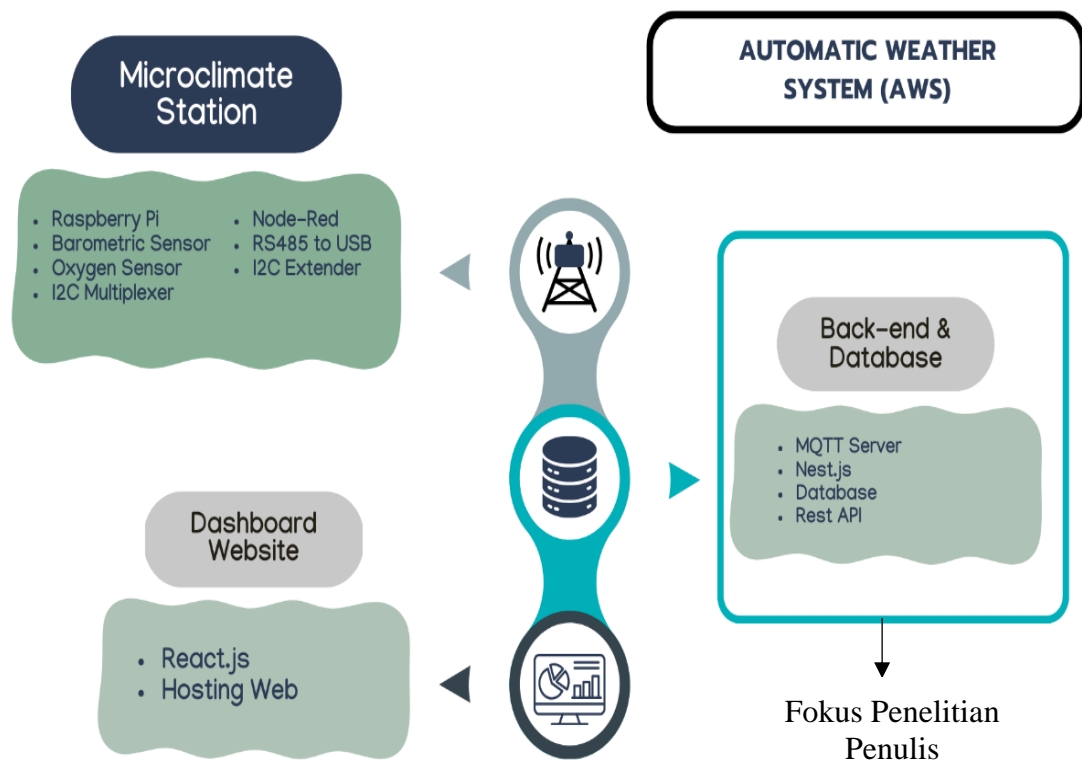 AUTOMATIC WEATHER
SYSTEM (AWS)
Microclimate
Station
• Raspberry Pi
• Barometric Sensor
• Oxygen Sensor
• I2C Multiplexer
• Node-Red
• RS485 to USB
• I2C Extender
Back-end &
Database
• MQTT Server
• Nest.js
• Database
• Rest API
Dashboard
Website
• React.js
• Hosting Web
Fokus Penelitian
Penulis